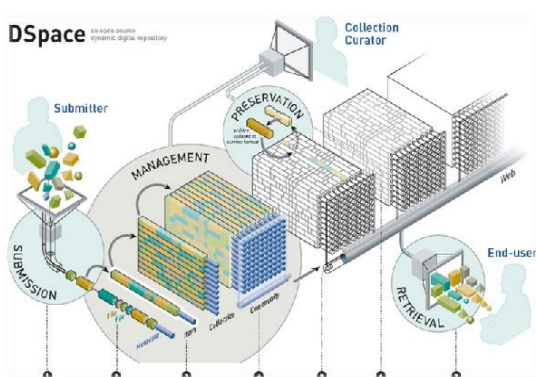 DSpace
an open source
dynamic digital repository
Collection
Curator
Submitter
PRESERVATION
MANAGEMENT
Web
SUBMISSION
End-user
RETRIEVAL
File
File
Metadata
Item
Collection
Community